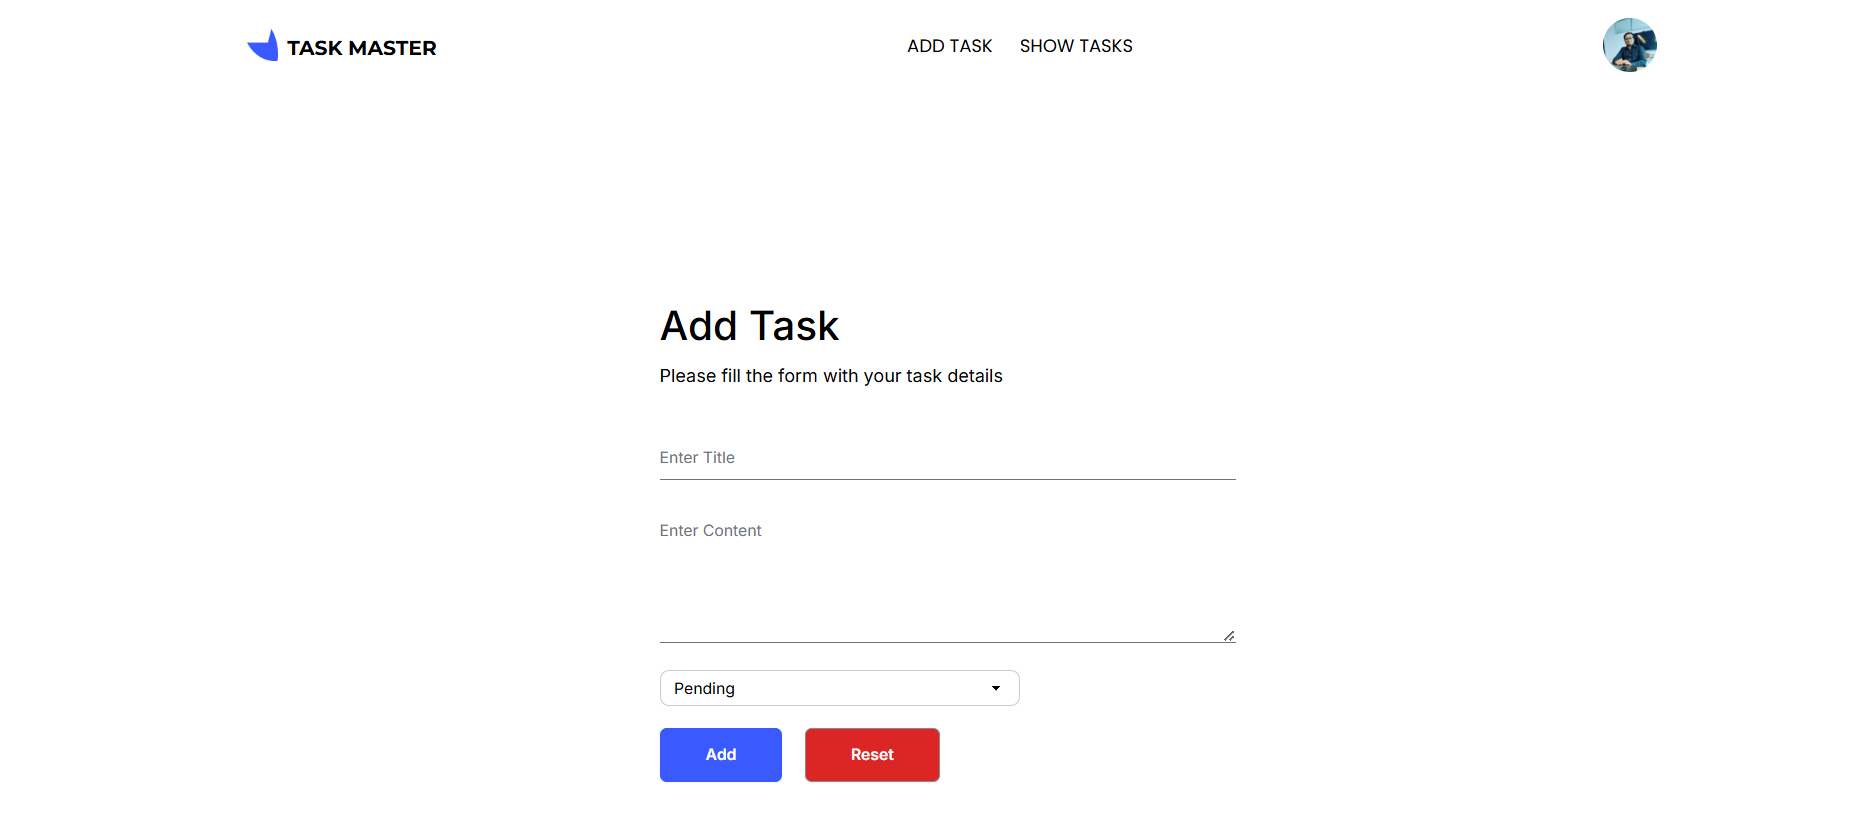 TASK MASTER
ADD TASK SHOW TASKS
Add Task
Please fill the form with your task details
Enter Title
Enter Content
Pending
Add Reset